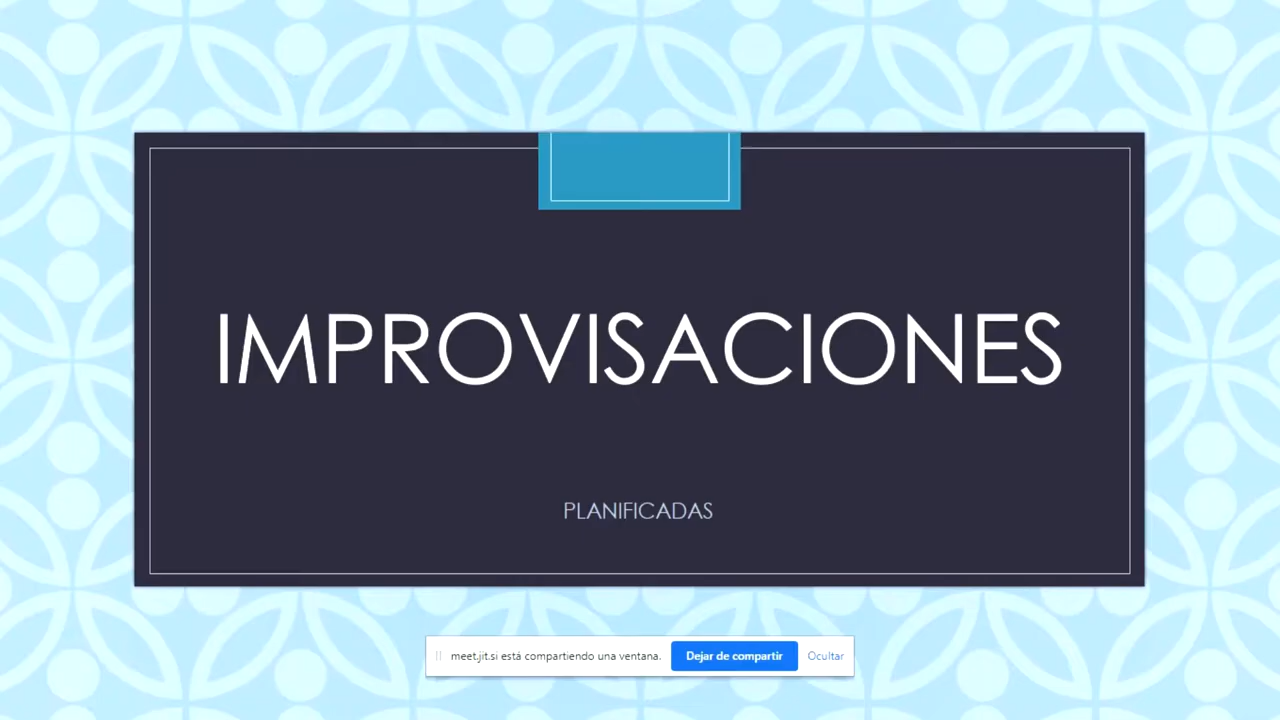 IMPROVISACIONES
PLANIFICADAS
meet.jit.si está compartiendo una ventana. Dejar de compartir Ocultar